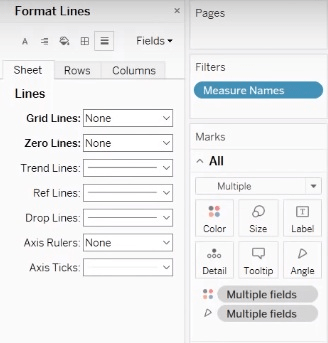 Format Lines ×
A Fields
Sheet Rows Columns
Lines
Grid Lines: None
Zero Lines: None
Trend Lines:
Ref Lines:
Drop Lines:
Axis Rulers: None
Axis Ticks:
Pages
Filters
Measure Names
Marks
All
Multiple
Color Size Label
Detail Tooltip Angle
Multiple fields
Multiple fields